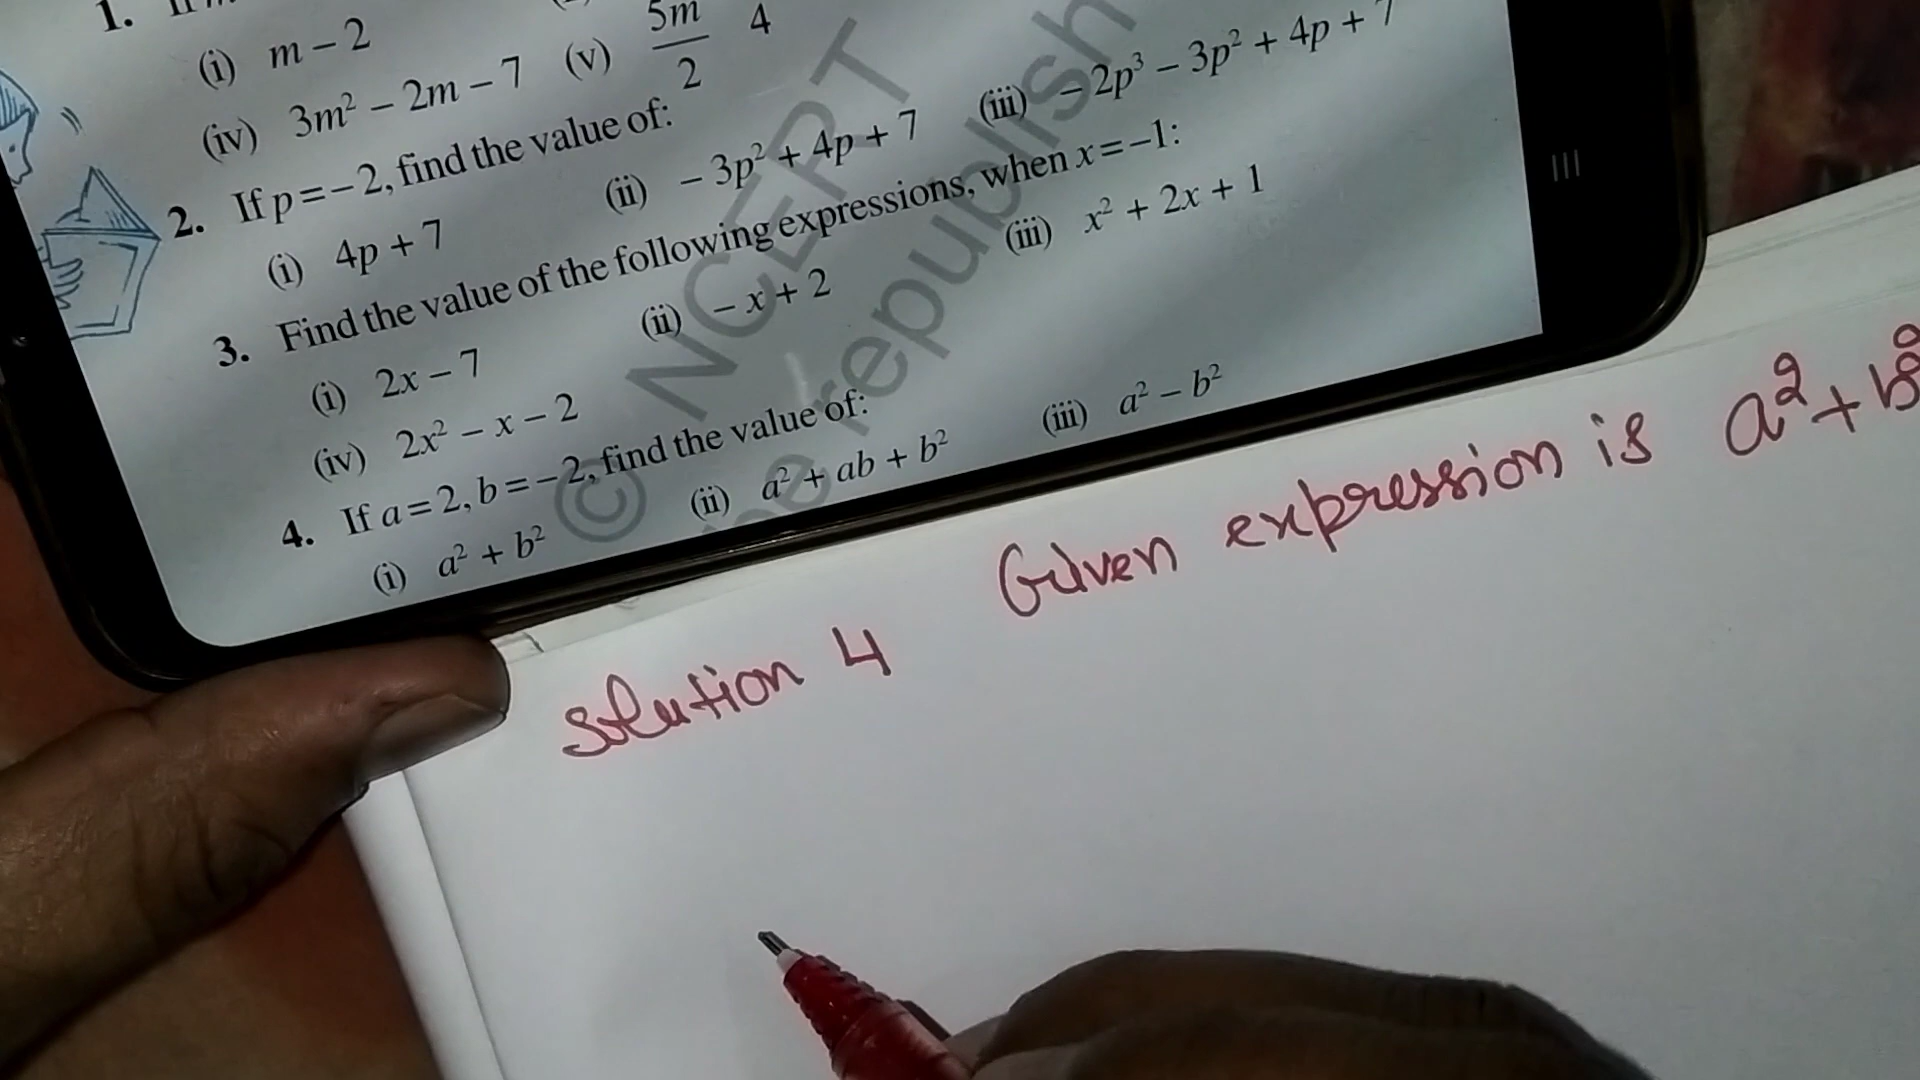 1.
(i) m – 2
(iv) 3m² – 2m – 7 (v) 5m/2 4
2. If p = – 2, find the value of:
(i) 4p + 7 (ii) – 3p² + 4p + 7 (iii) – 2p³ – 3p² + 4p + 7
3. Find the value of the following expressions, when x = –1:
(i) 2x – 7 (ii) – x + 2 (iii) x² + 2x + 1
(iv) 2x² – x – 2
4. If a = 2, b = – 2, find the value of:
(i) a² + b² (ii) a² + ab + b² (iii) a² – b²
© NCERT
republish
solution 4 Given expression is a² + b²